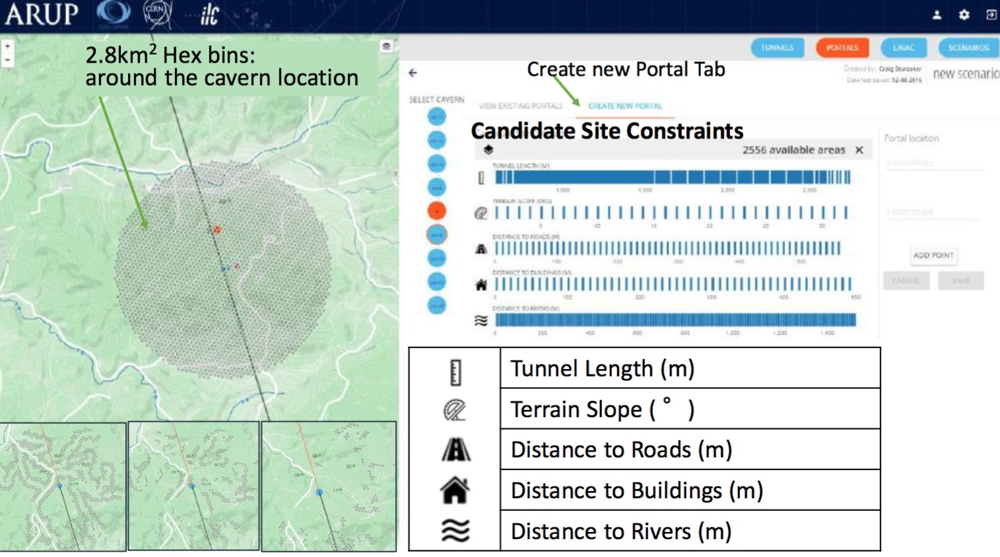 ARUP
CERN
ilc
+
-
2.8km² Hex bins:
around the cavern location
TUNNELS
PORTALS
LINAC
SCENARIOS
Create new Portal Tab
Created by: Craig Sturzaker
Date last saved: 12-08-2016
new scenario
SELECT CAVERN
VIEW EXISTING PORTALS
CREATE NEW PORTAL
Candidate Site Constraints
2556 available areas X
TUNNEL LENGTH (M)
1,000 1,500 2,000 2,500
TERRAIN SLOPE (DEG)
5 10 15 20 25 30
DISTANCE TO ROADS (M)
0 100 200 300 400 500
DISTANCE TO BUILDINGS (M)
0 100 200 300 400 500
DISTANCE TO RIVERS (M)
0 200 400 600 800 1,000 1,200 1,400
Portal location
X coordinate
Y coordinate
ADD POINT
CANCEL
SAVE
Tunnel Length (m)
Terrain Slope ( ° )
Distance to Roads (m)
Distance to Buildings (m)
Distance to Rivers (m)